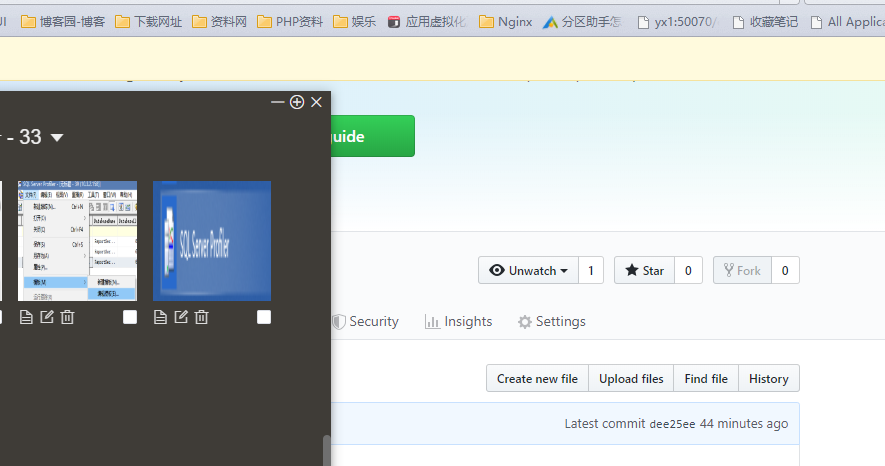 UI 博客园-博客 下载网址 资料网 PHP资料 娱乐 应用虚拟化 Nginx 分区助手怎 yx1:50070/ 收藏笔记 All Applica
- 33
guide
SQL Server Profiler
Unwatch 1 Star 0 Fork 0
Security Insights Settings
Create new file Upload files Find file History
Latest commit dee25ee 44 minutes ago